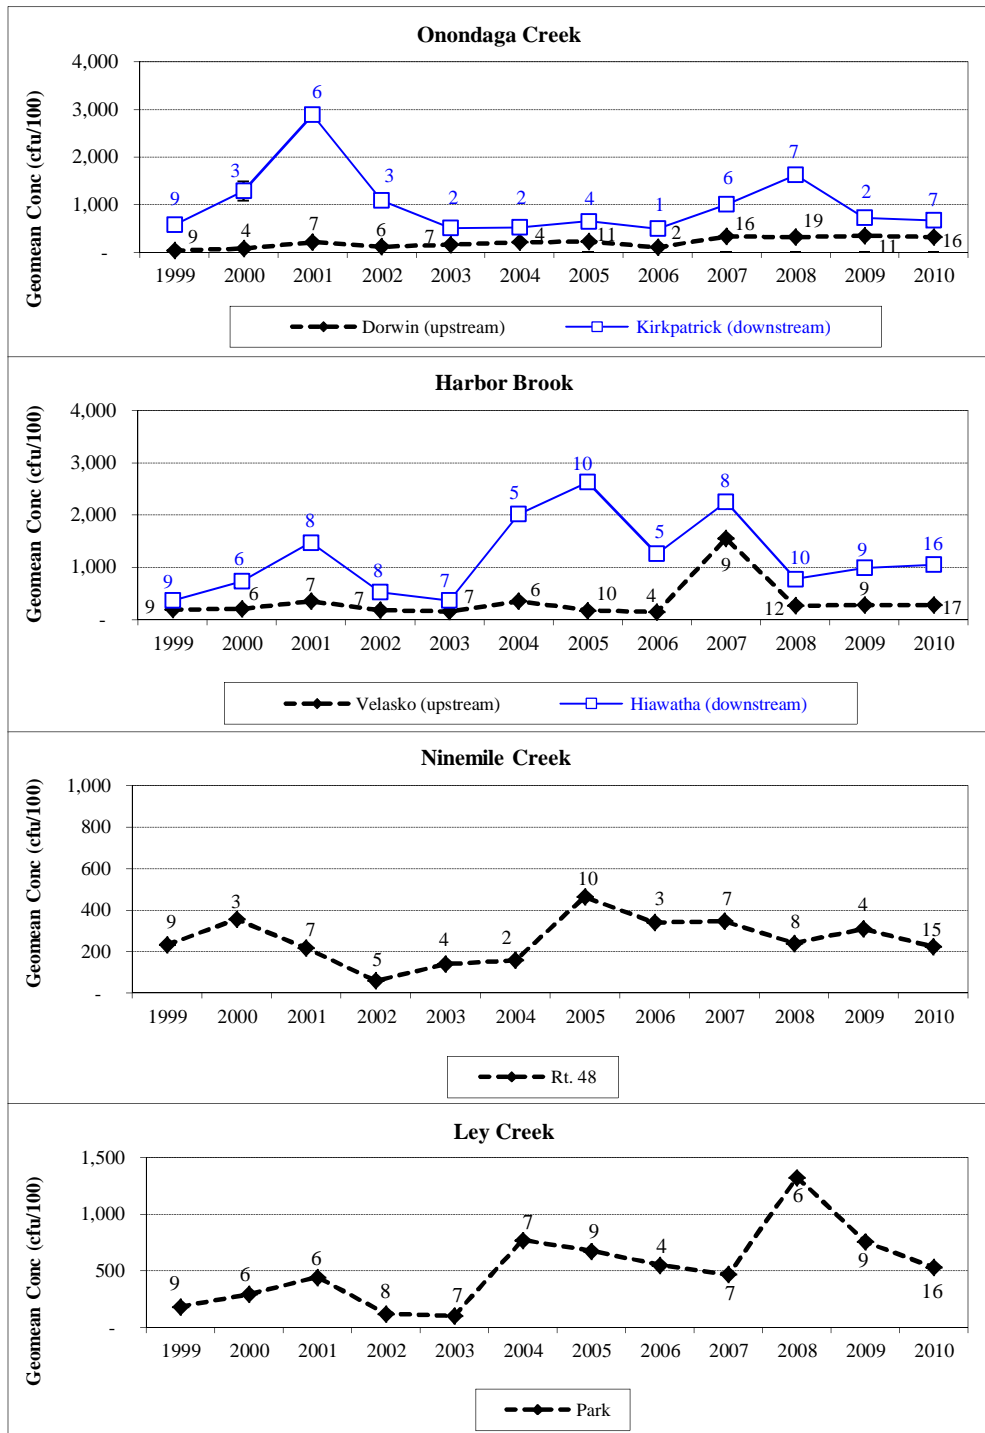 Onondaga Creek
Geomean Conc (cfu/100)
4,000
3,000
2,000
1,000
-
9 3 6 3 2 2 4 1 6 7 2 7
9 4 7 6 7 4 11 2 16 19 11 16
1999 2000 2001 2002 2003 2004 2005 2006 2007 2008 2009 2010
Dorwin (upstream) Kirkpatrick (downstream)
Harbor Brook
Geomean Conc (cfu/100)
4,000
3,000
2,000
1,000
-
9 6 8 8 7 5 10 5 8 10 9 16
9 6 7 7 7 6 10 4 9 12 9 17
1999 2000 2001 2002 2003 2004 2005 2006 2007 2008 2009 2010
Velasko (upstream) Hiawatha (downstream)
Ninemile Creek
Geomean Conc (cfu/100)
1,000
800
600
400
200
-
9 3 7 5 4 2 10 3 7 8 4 15
1999 2000 2001 2002 2003 2004 2005 2006 2007 2008 2009 2010
Rt. 48
Ley Creek
Geomean Conc (cfu/100)
1,500
1,000
500
-
9 6 6 8 7 7 9 4 7 6 9 16
1999 2000 2001 2002 2003 2004 2005 2006 2007 2008 2009 2010
Park